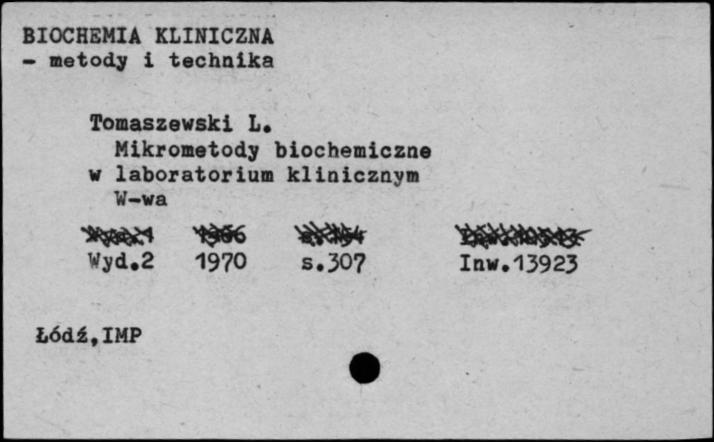 BIOCHEMIA KLINICZNA
- metody i technika
Tomaszewski L.
Mikrometody biochemiczne
w laboratorium klinicznym
W-wa
Wyd.2 1970 s.307 Inw.13923
Łódź,IMP